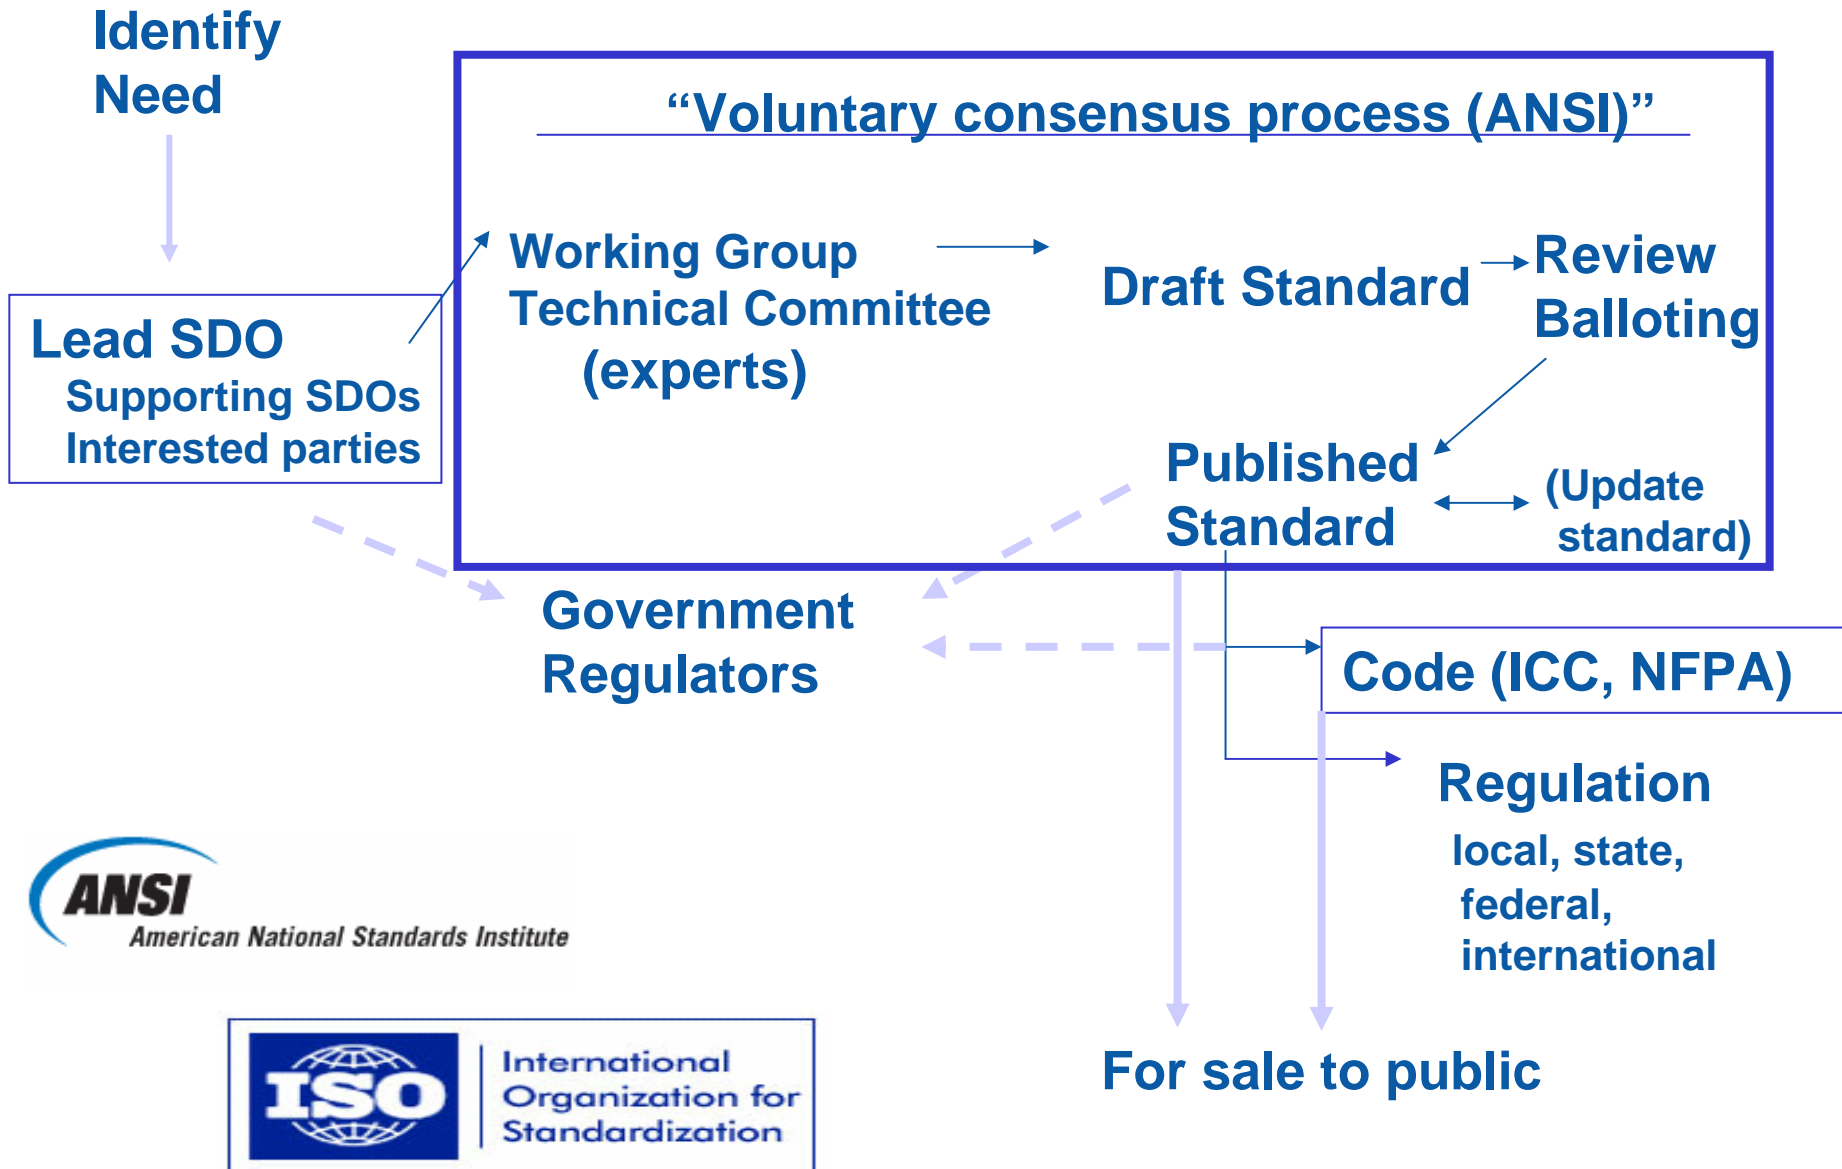 Identify
Need
“Voluntary consensus process (ANSI)”
Lead SDO
Supporting SDOs
Interested parties
Working Group
Technical Committee
(experts)
Draft Standard
Review
Balloting
Published
Standard
(Update
standard)
Government
Regulators
Code (ICC, NFPA)
Regulation
local, state,
federal,
international
For sale to public
ANSI
American National Standards Institute
ISO
International
Organization for
Standardization